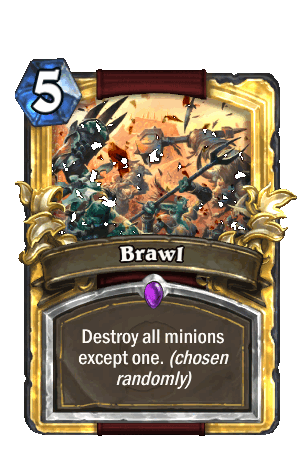 5
Brawl
Destroy all minions
except one. (chosen
randomly)